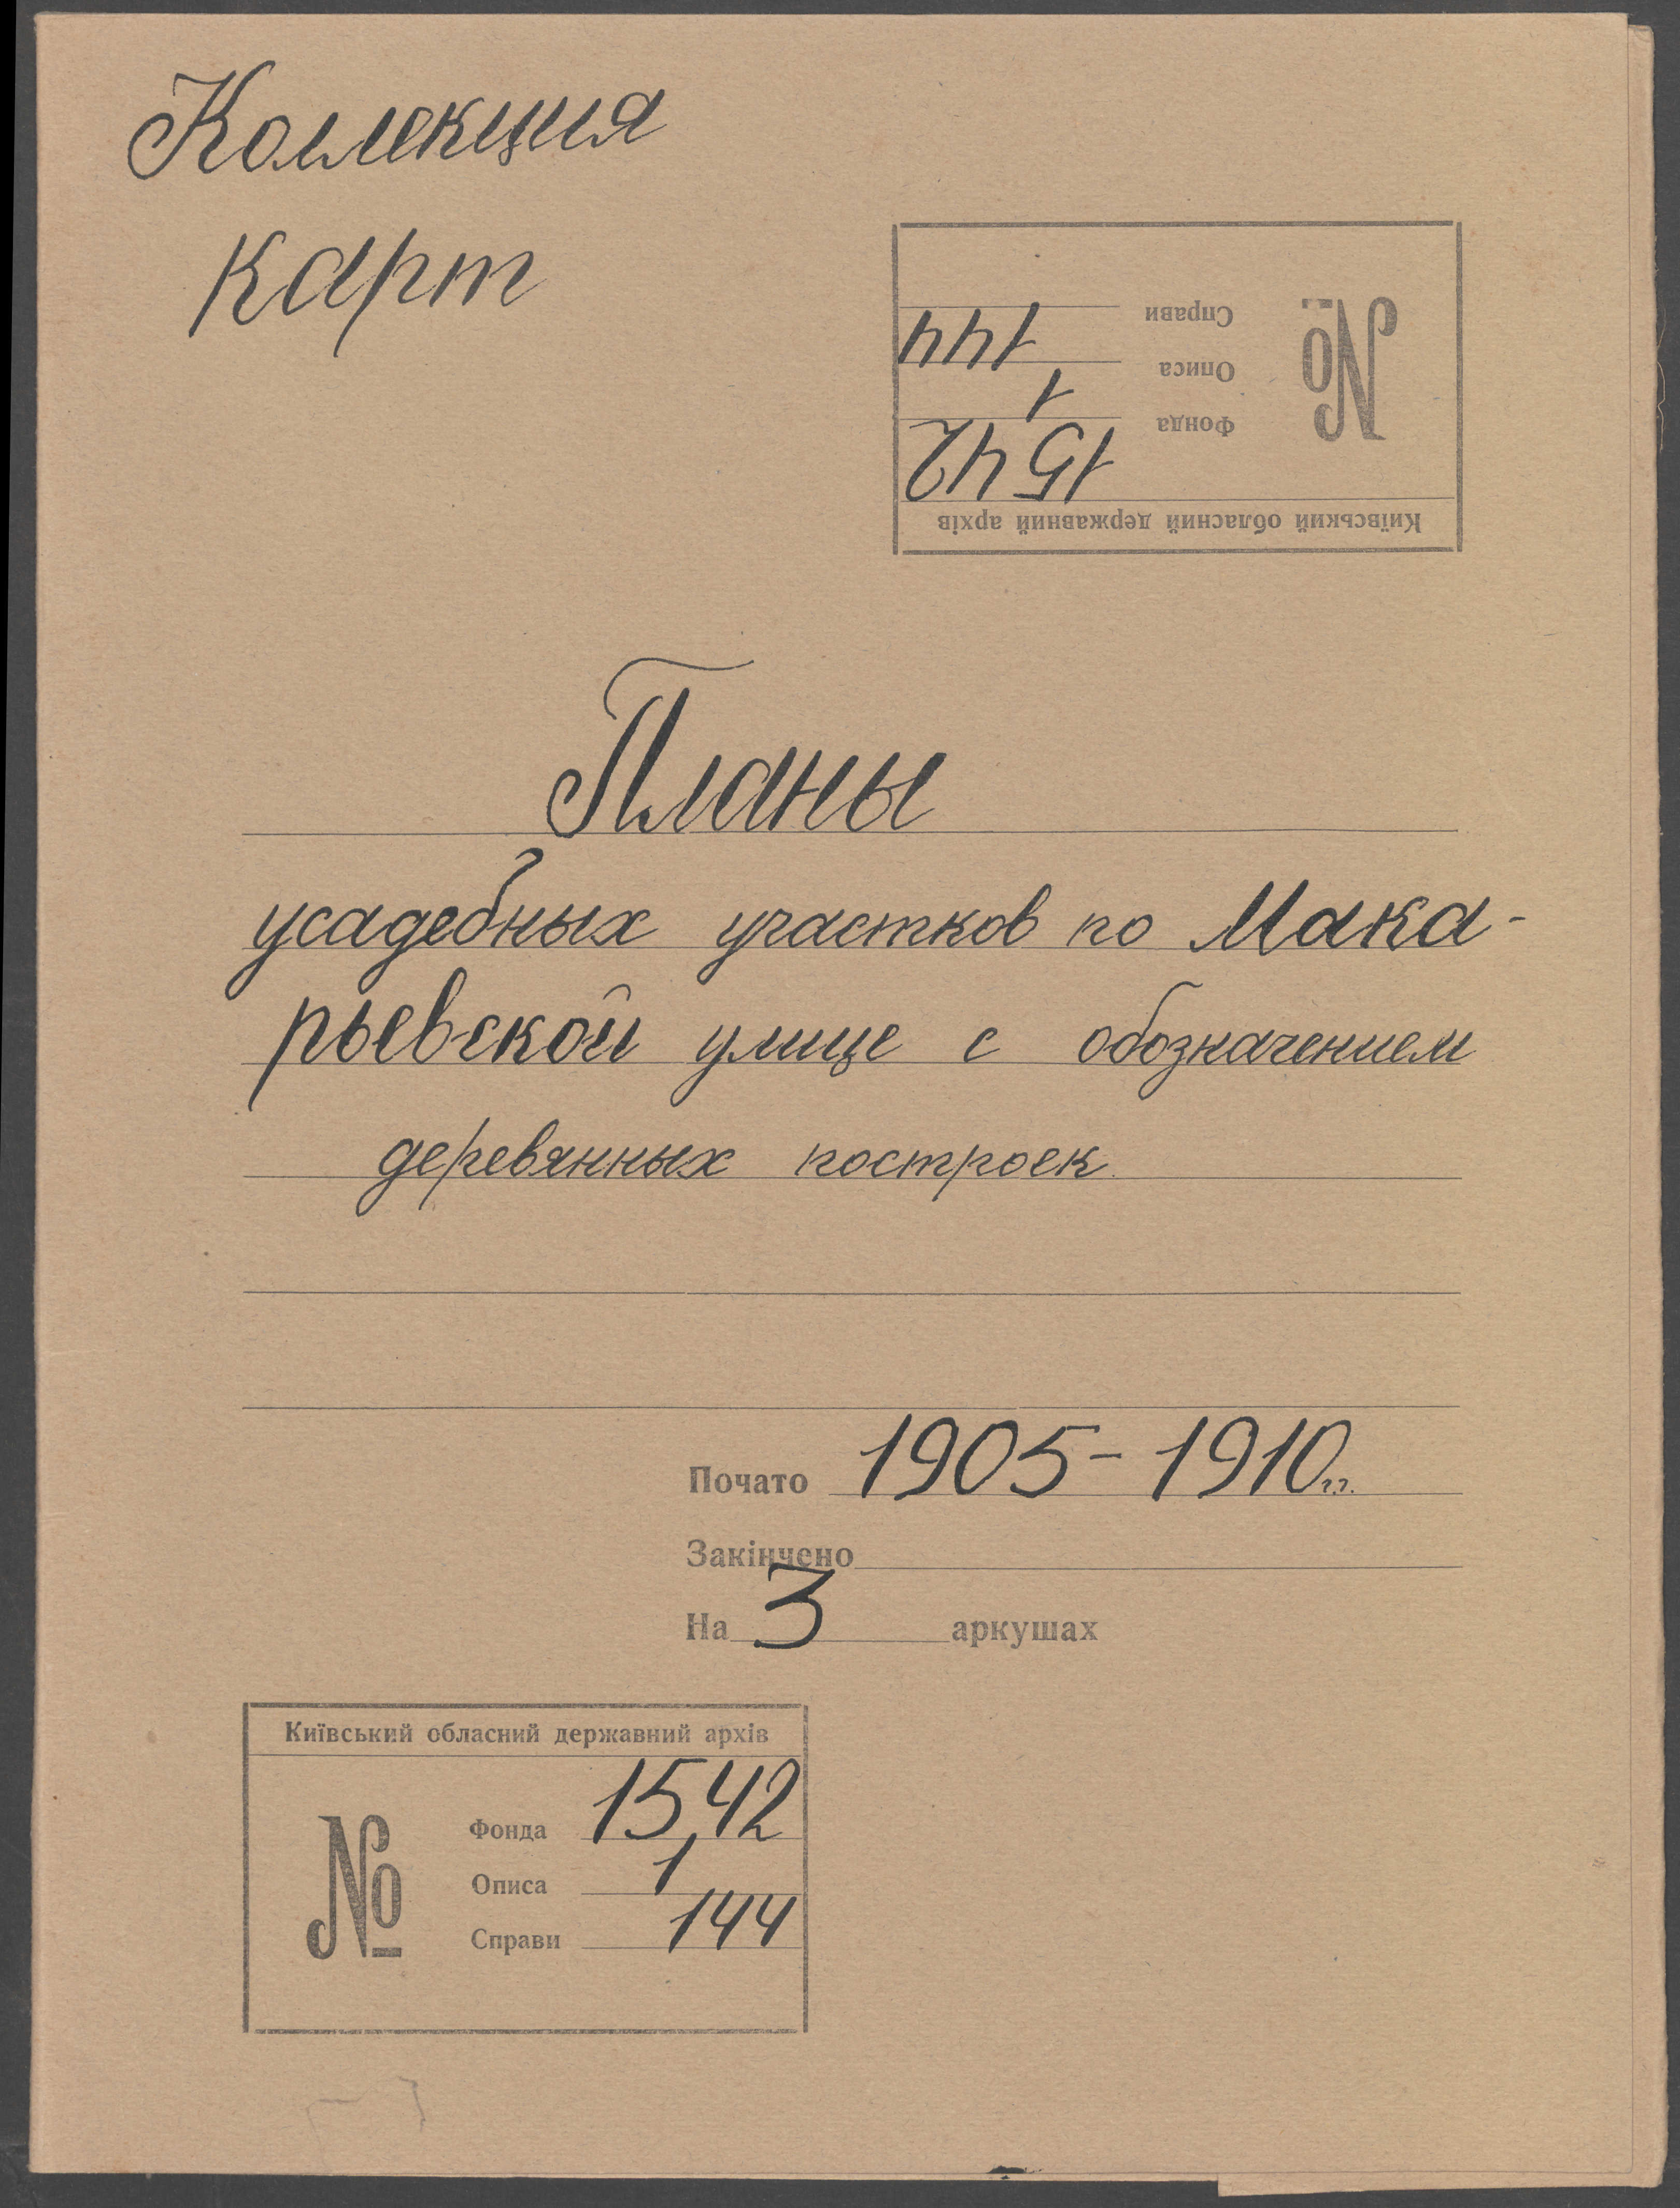 Коллекция
карт
Київський обласний державний архів
№
Фонда 1542
Описа 1
Справи 144
Планы
усадебных участков по Мака-
рьевской улице с обозначением
деревянных построек
Почато 1905-1910 г.г.
Закінчено
На 3 аркушах
Київський обласний державний архів
№
Фонда 1542
Описа 1
Справи 144